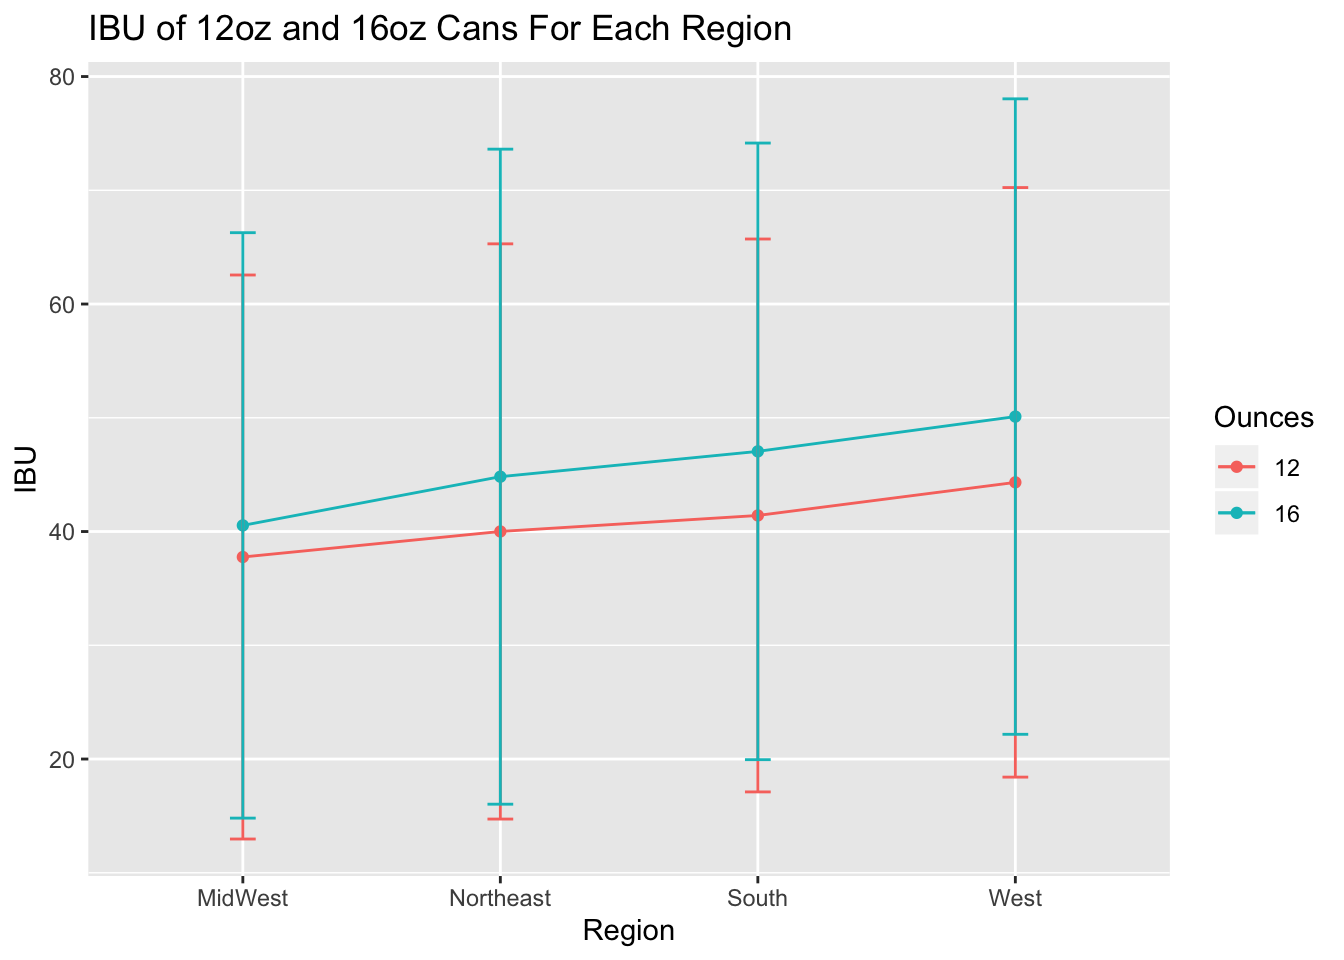 IBU of 12oz and 16oz Cans For Each Region
80
60
40
20
IBU
MidWest Northeast South West
Region
Ounces
12
16